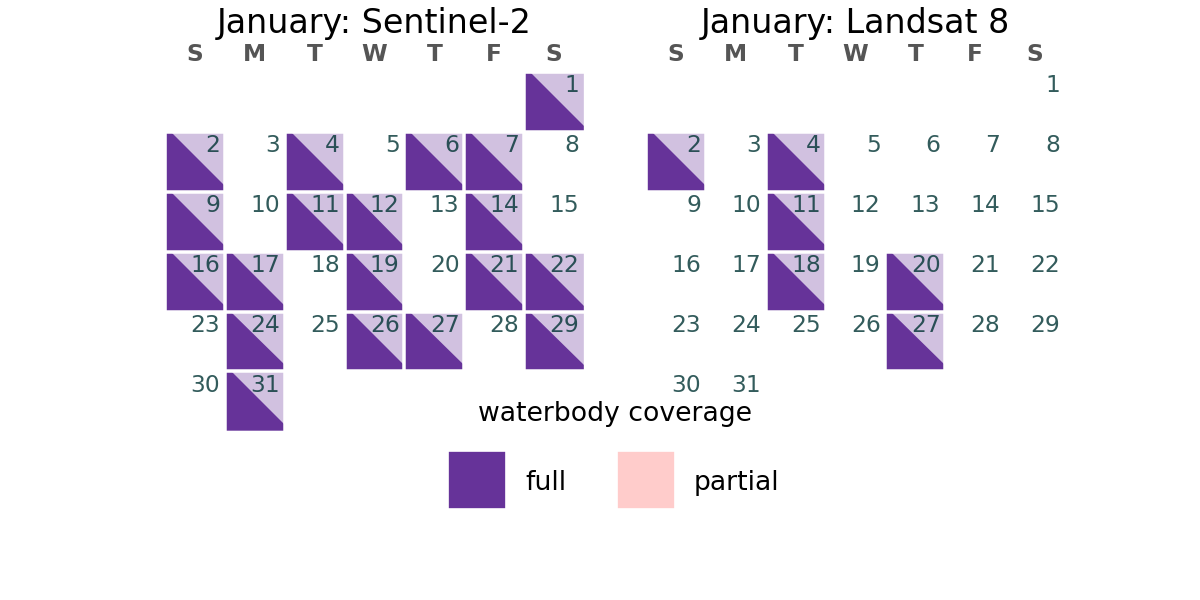 January: Sentinel-2
S M T W T F S
1
2 3 4 5 6 7 8
9 10 11 12 13 14 15
16 17 18 19 20 21 22
23 24 25 26 27 28 29
30 31
January: Landsat 8
S M T W T F S
1
2 3 4 5 6 7 8
9 10 11 12 13 14 15
16 17 18 19 20 21 22
23 24 25 26 27 28 29
30 31
waterbody coverage
full partial